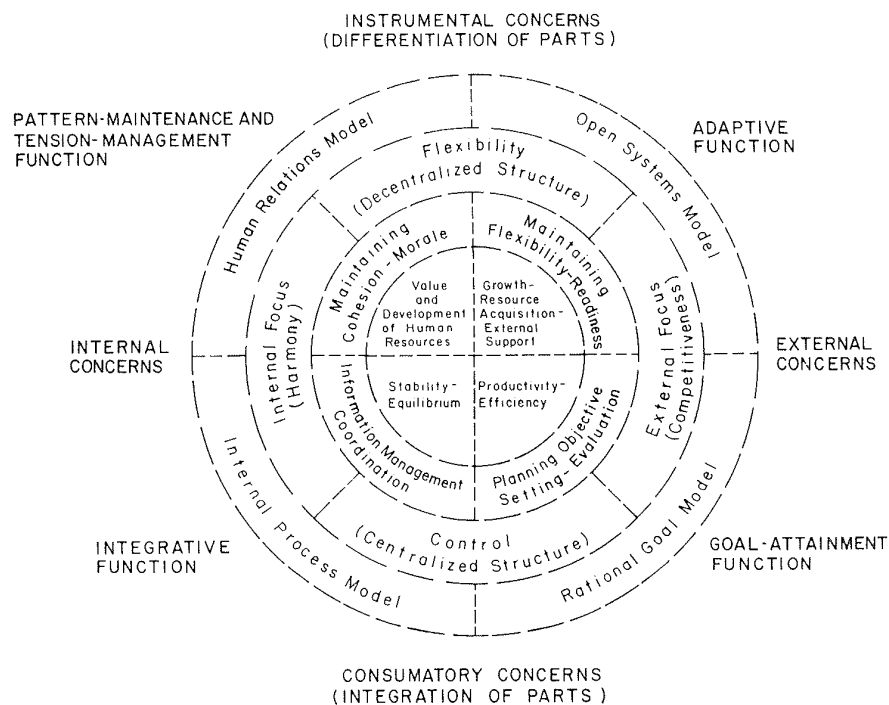 INSTRUMENTAL CONCERNS
(DIFFERENTIATION OF PARTS)
PATTERN-MAINTENANCE AND
TENSION-MANAGEMENT
FUNCTION
ADAPTIVE
FUNCTION
Human Relations Model
Open Systems Model
Flexibility
(Decentralized Structure)
Maintaining
Cohesion-Morale
Maintaining
Flexibility-Readiness
Value
and
Development
of Human
Resources
Growth-
Resource
Acquisition-
External
Support
INTERNAL
CONCERNS
Internal Focus
(Harmony)
External Focus
(Competitiveness)
EXTERNAL
CONCERNS
Stability-
Equilibrium
Productivity-
Efficiency
Information Management
Coordination
Planning Objective
Setting-Evaluation
Control
(Centralized Structure)
Internal Process Model
Rational Goal Model
INTEGRATIVE
FUNCTION
GOAL-ATTAINMENT
FUNCTION
CONSUMATORY CONCERNS
(INTEGRATION OF PARTS)